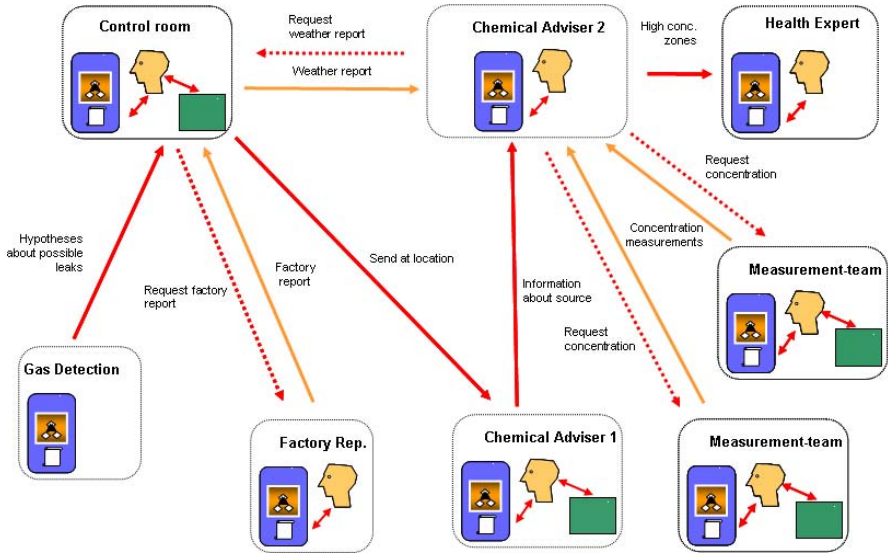 Control room
Request
weather report
Weather report
Chemical Adviser 2
High conc.
zones
Health Expert
Request
concentration
Hypotheses
about possible
leaks
Request factory
report
Factory
report
Send at location
Information
about source
Concentration
measurements
Request
concentration
Measurement-team
Gas Detection
Factory Rep.
Chemical Adviser 1
Measurement-team